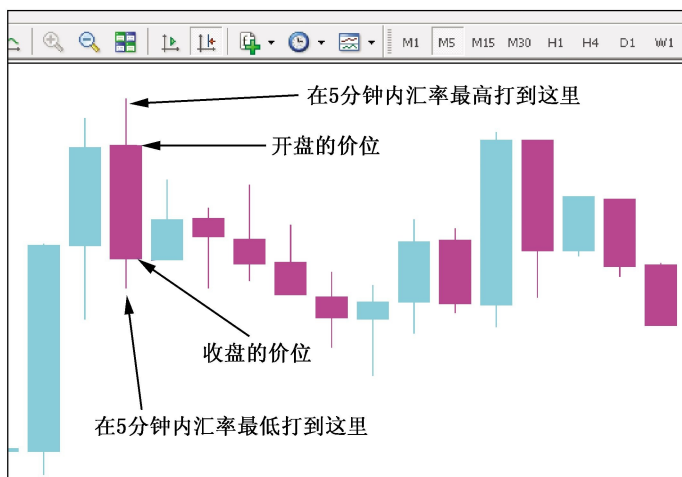 M1 M5 M15 M30 H1 H4 D1 W1
在5分钟内汇率最高打到这里
开盘的价位
收盘的价位
在5分钟内汇率最低打到这里